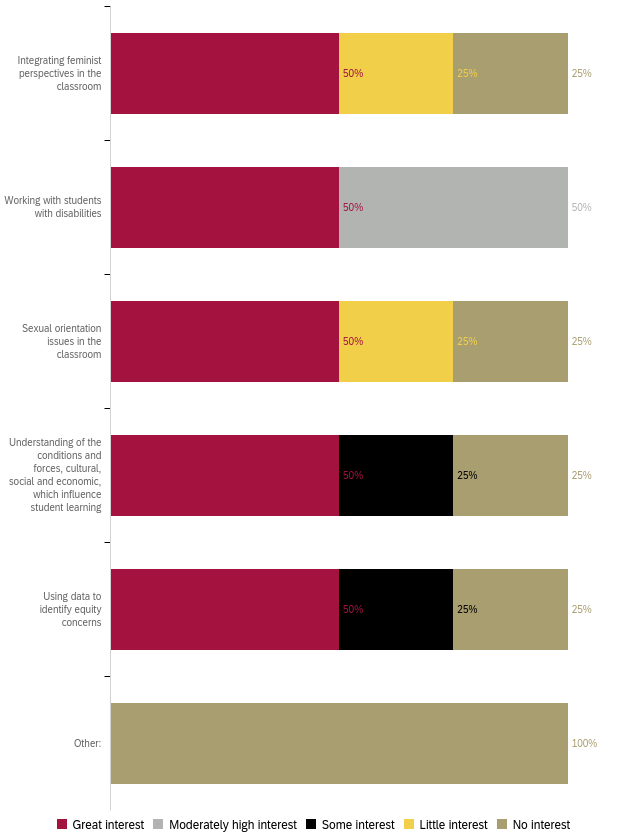 Integrating feminist
perspectives in the
classroom
50%
25%
25%
Working with students
with disabilities
50%
50%
Sexual orientation
issues in the
classroom
50%
25%
25%
Understanding of the
conditions and
forces, cultural,
social and economic,
which influence
student learning
50%
25%
25%
Using data to
identify equity
concerns
50%
25%
25%
Other:
100%
Great interest
Moderately high interest
Some interest
Little interest
No interest